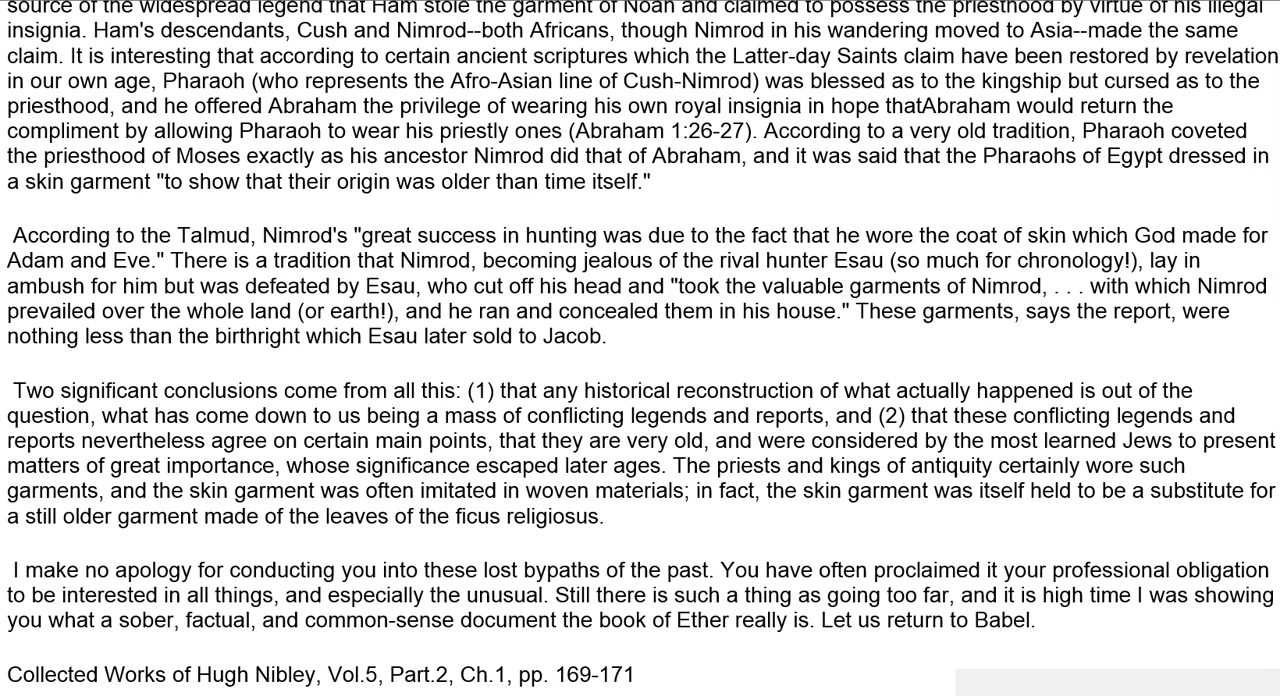 source of the widespread legend that Ham stole the garment of Noah and claimed to possess the priesthood by virtue of his illegal
insignia. Ham's descendants, Cush and Nimrod--both Africans, though Nimrod in his wandering moved to Asia--made the same
claim. It is interesting that according to certain ancient scriptures which the Latter-day Saints claim have been restored by revelation
in our own age, Pharaoh (who represents the Afro-Asian line of Cush-Nimrod) was blessed as to the kingship but cursed as to the
priesthood, and he offered Abraham the privilege of wearing his own royal insignia in hope thatAbraham would return the
compliment by allowing Pharaoh to wear his priestly ones (Abraham 1:26-27). According to a very old tradition, Pharaoh coveted
the priesthood of Moses exactly as his ancestor Nimrod did that of Abraham, and it was said that the Pharaohs of Egypt dressed in
a skin garment "to show that their origin was older than time itself."
According to the Talmud, Nimrod's "great success in hunting was due to the fact that he wore the coat of skin which God made for
Adam and Eve." There is a tradition that Nimrod, becoming jealous of the rival hunter Esau (so much for chronology!), lay in
ambush for him but was defeated by Esau, who cut off his head and "took the valuable garments of Nimrod, . . . with which Nimrod
prevailed over the whole land (or earth!), and he ran and concealed them in his house." These garments, says the report, were
nothing less than the birthright which Esau later sold to Jacob.
Two significant conclusions come from all this: (1) that any historical reconstruction of what actually happened is out of the
question, what has come down to us being a mass of conflicting legends and reports, and (2) that these conflicting legends and
reports nevertheless agree on certain main points, that they are very old, and were considered by the most learned Jews to present
matters of great importance, whose significance escaped later ages. The priests and kings of antiquity certainly wore such
garments, and the skin garment was often imitated in woven materials; in fact, the skin garment was itself held to be a substitute for
a still older garment made of the leaves of the ficus religiosus.
I make no apology for conducting you into these lost bypaths of the past. You have often proclaimed it your professional obligation
to be interested in all things, and especially the unusual. Still there is such a thing as going too far, and it is high time I was showing
you what a sober, factual, and common-sense document the book of Ether really is. Let us return to Babel.
Collected Works of Hugh Nibley, Vol.5, Part.2, Ch.1, pp. 169-171